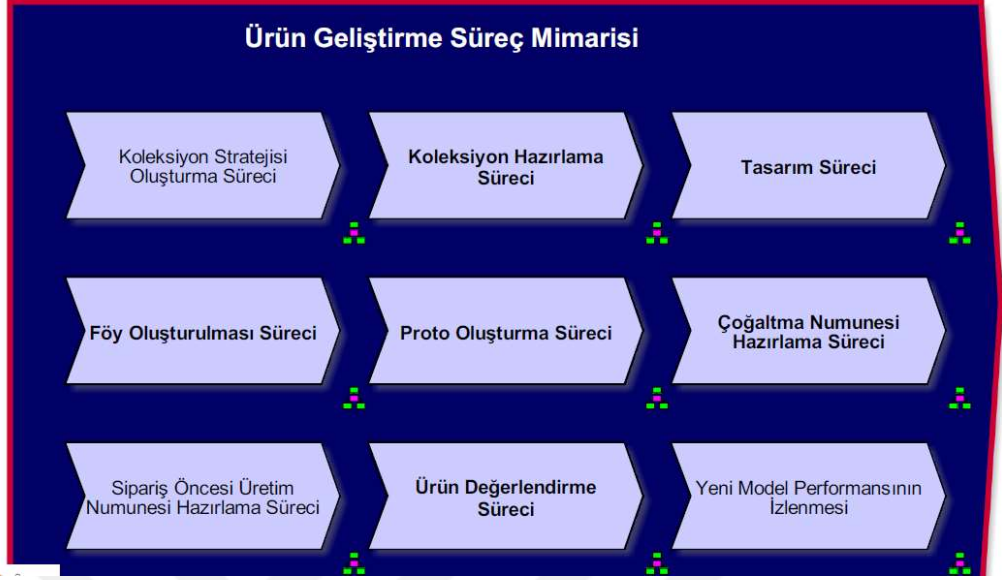 Ürün Geliştirme Süreç Mimarisi
Koleksiyon Stratejisi
Oluşturma Süreci
Koleksiyon Hazırlama
Süreci
Tasarım Süreci
Föy Oluşturulması Süreci
Proto Oluşturma Süreci
Çoğaltma Numunesi
Hazırlama Süreci
Sipariş Öncesi Üretim
Numunesi Hazırlama Süreci
Ürün Değerlendirme
Süreci
Yeni Model Performansının
İzlenmesi